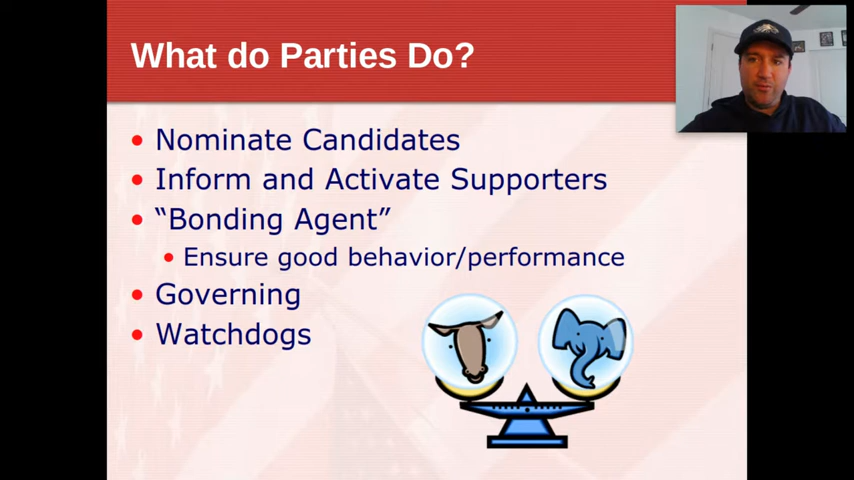 What do Parties Do?
• Nominate Candidates
• Inform and Activate Supporters
• “Bonding Agent”
• Ensure good behavior/performance
• Governing
• Watchdogs